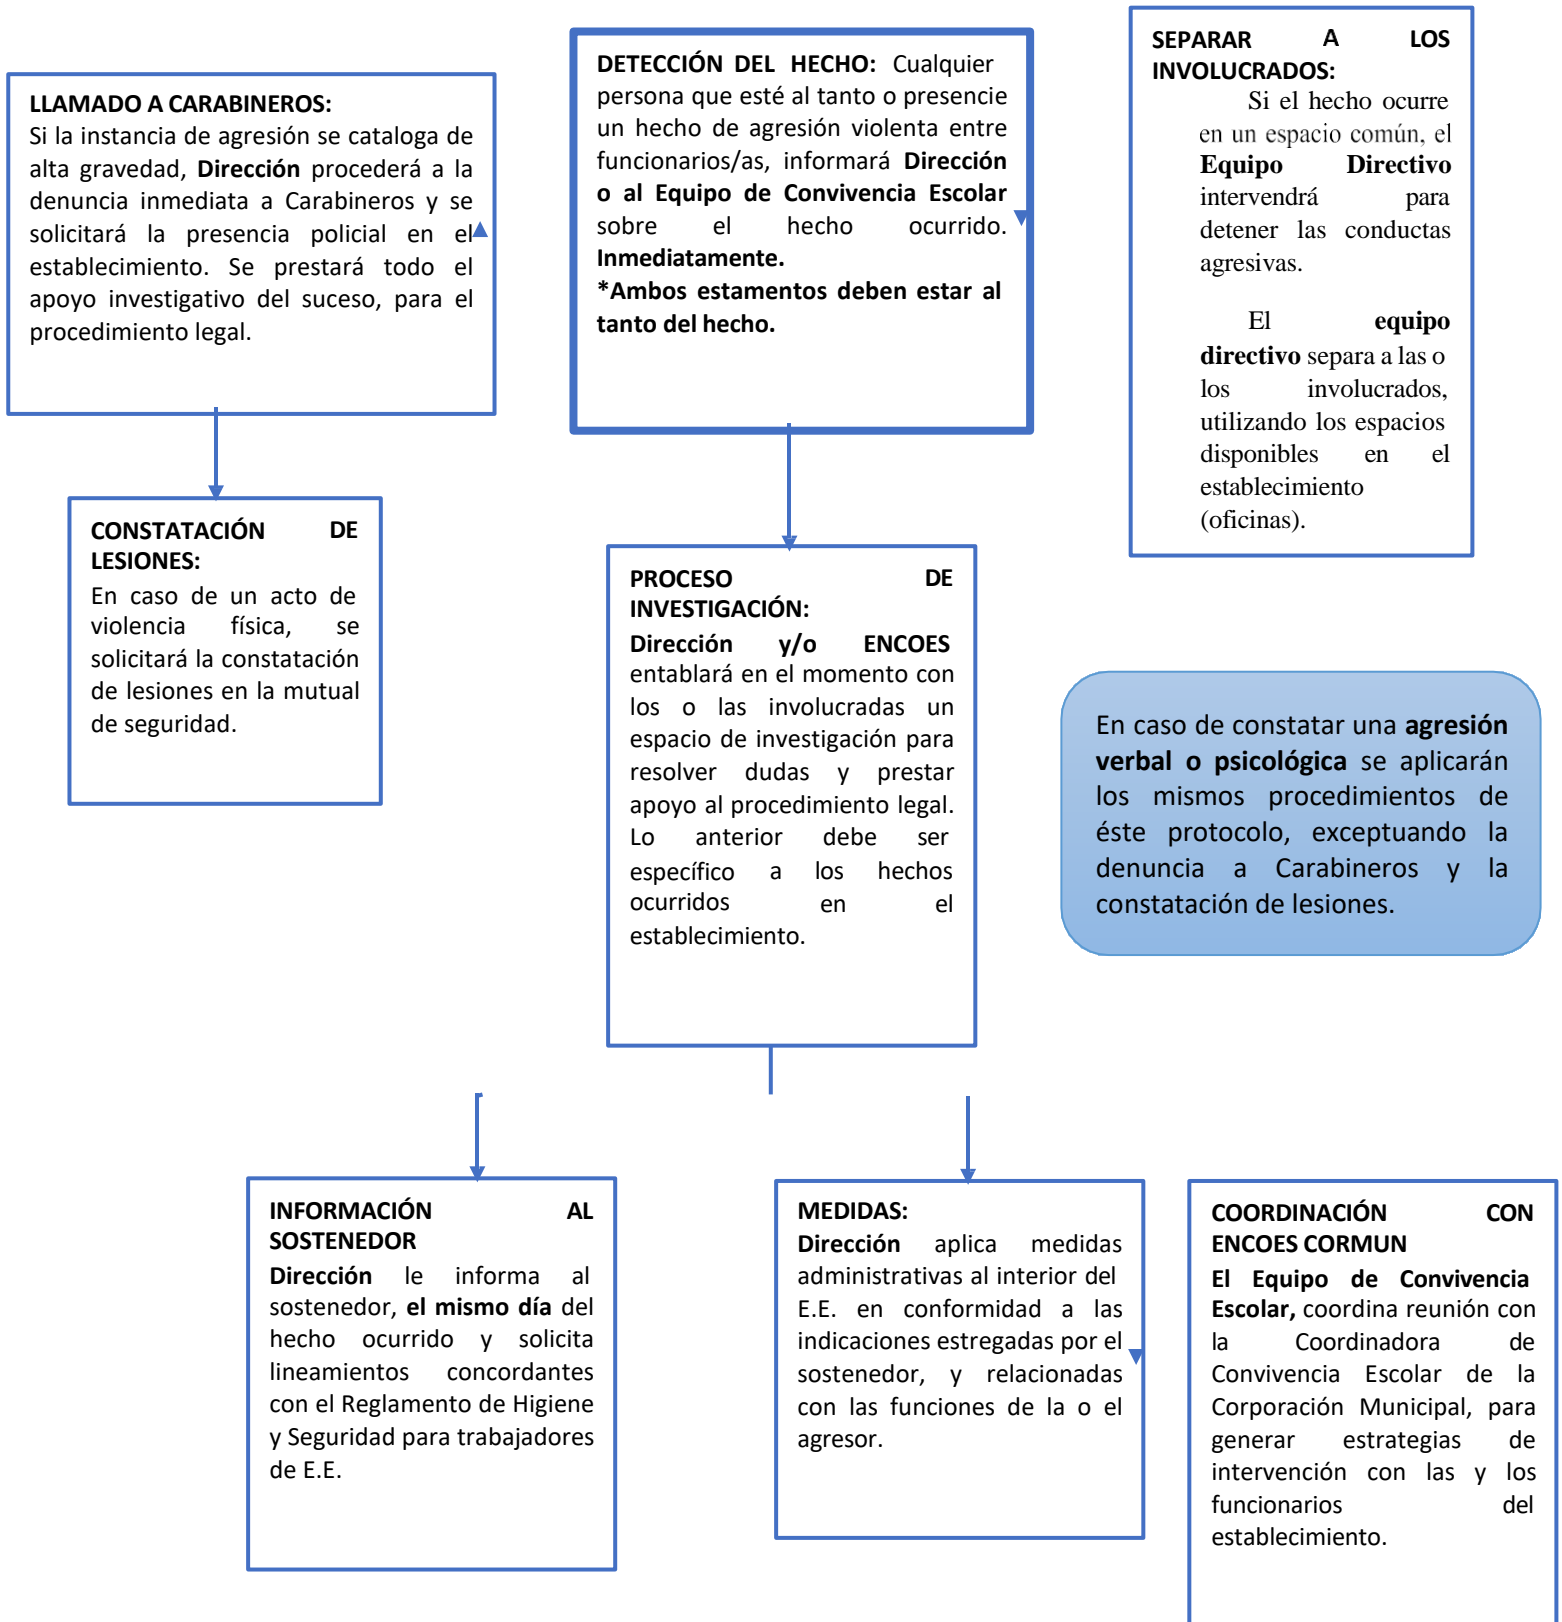 LLAMADO A CARABINEROS:
Si la instancia de agresión se cataloga de
alta gravedad, Dirección procederá a la
denuncia inmediata a Carabineros y se
solicitará la presencia policial en el
establecimiento. Se prestará todo el
apoyo investigativo del suceso, para el
procedimiento legal.
DETECCIÓN DEL HECHO: Cualquier
persona que esté al tanto o presencie
un hecho de agresión violenta entre
funcionarios/as, informará Dirección
o al Equipo de Convivencia Escolar
sobre el hecho ocurrido.
Inmediatamente.
*Ambos estamentos deben estar al
tanto del hecho.
SEPARAR A LOS
INVOLUCRADOS:
Si el hecho ocurre
en un espacio común, el
Equipo Directivo
intervendrá para
detener las conductas
agresivas.
El equipo
directivo separa a las o
los involucrados,
utilizando los espacios
disponibles en el
establecimiento
(oficinas).
CONSTATACIÓN DE
LESIONES:
En caso de un acto de
violencia física, se
solicitará la constatación
de lesiones en la mutual
de seguridad.
PROCESO DE
INVESTIGACIÓN:
Dirección y/o ENCOES
entablará en el momento con
los o las involucradas un
espacio de investigación para
resolver dudas y prestar
apoyo al procedimiento legal.
Lo anterior debe ser
específico a los hechos
ocurridos en el
establecimiento.
En caso de constatar una agresión
verbal o psicológica se aplicarán
los mismos procedimientos de
éste protocolo, exceptuando la
denuncia a Carabineros y la
constatación de lesiones.
INFORMACIÓN AL
SOSTENEDOR
Dirección le informa al
sostenedor, el mismo día del
hecho ocurrido y solicita
lineamientos concordantes
con el Reglamento de Higiene
y Seguridad para trabajadores
de E.E.
MEDIDAS:
Dirección aplica medidas
administrativas al interior del
E.E. en conformidad a las
indicaciones estregadas por el
sostenedor, y relacionadas
con las funciones de la o el
agresor.
COORDINACIÓN CON
ENCOES CORMUN
El Equipo de Convivencia
Escolar, coordina reunión con
la Coordinadora de
Convivencia Escolar de la
Corporación Municipal, para
generar estrategias de
intervención con las y los
funcionarios del
establecimiento.